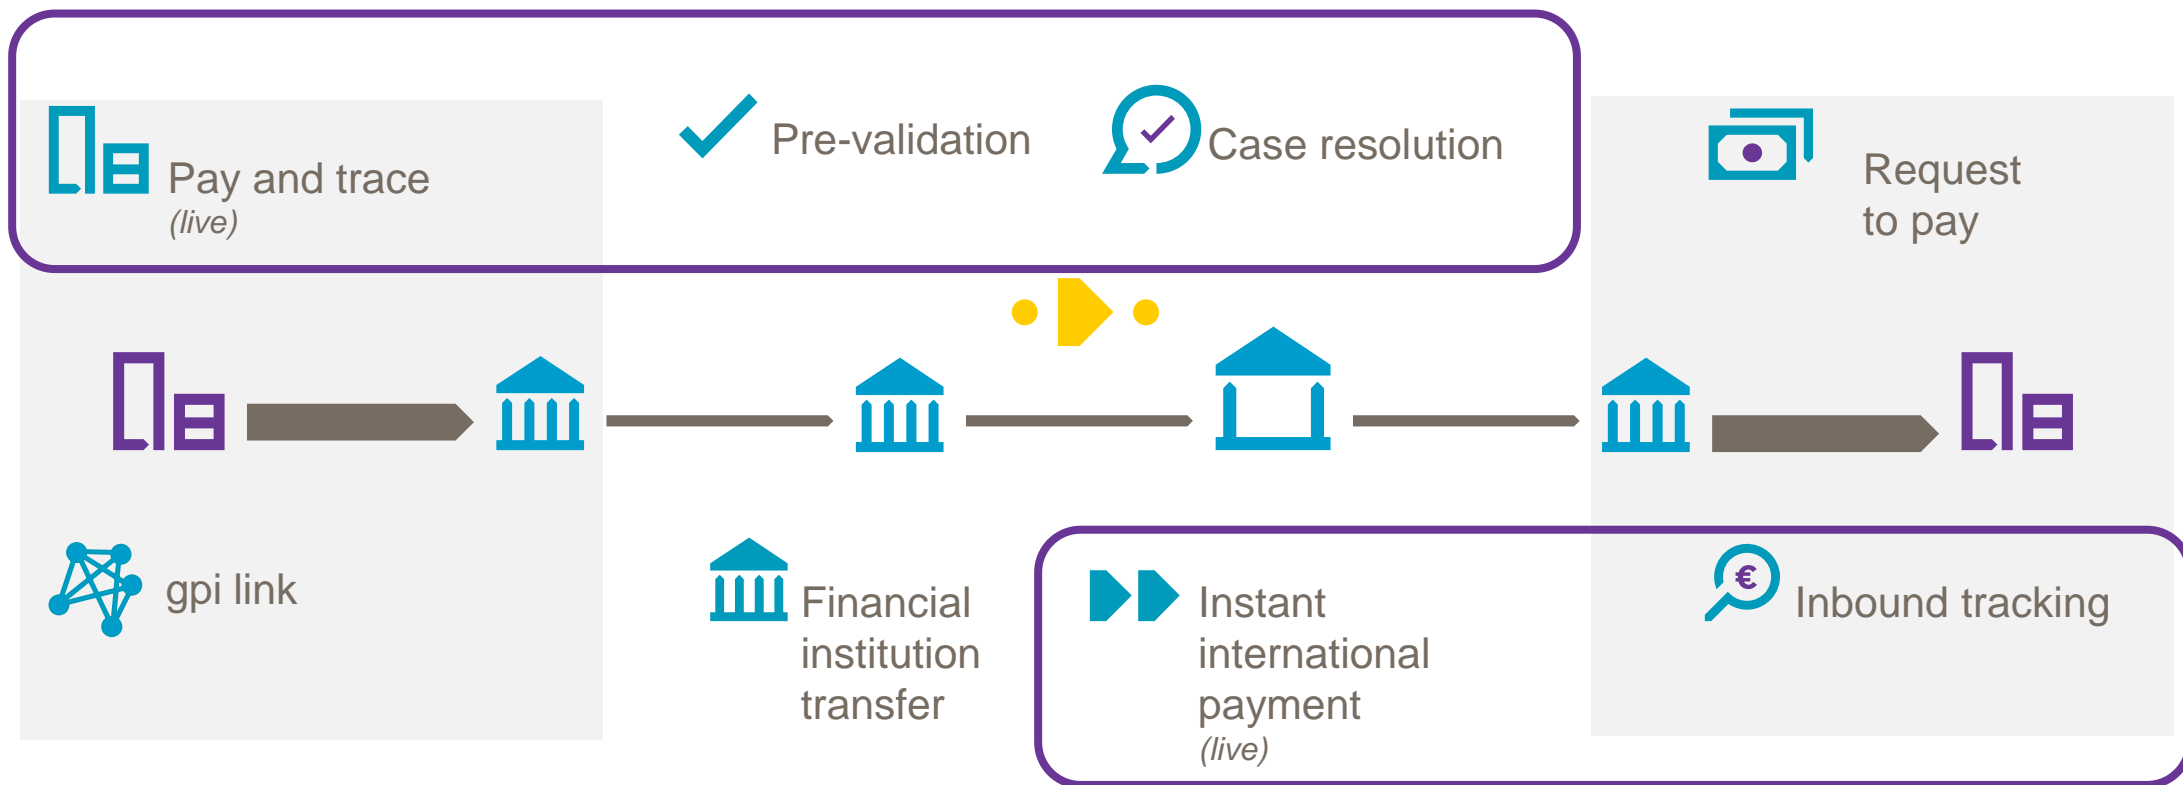 Pay and trace
(live)
Pre-validation
Case resolution
Request
to pay
gpi link
Financial
institution
transfer
Instant
international
payment
(live)
€
Inbound tracking